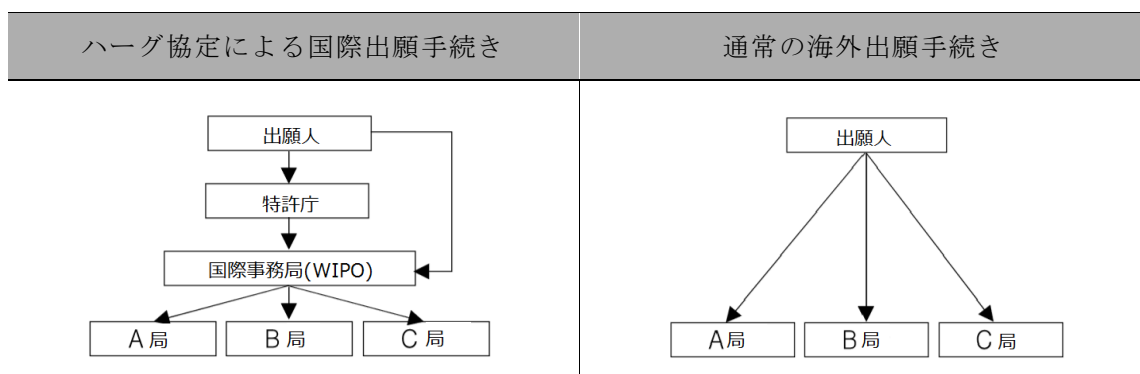 ハーグ協定による国際出願手続き
通常の海外出願手続き
出願人
特許庁
国際事務局(WIPO)
A局
B局
C局
出願人
A局
B局
C局